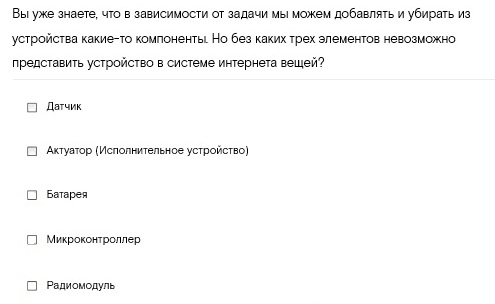 Вы уже знаете, что в зависимости от задачи мы можем добавлять и убирать из
устройства какие-то компоненты. Но без каких трех элементов невозможно
представить устройство в системе интернета вещей?
Датчик
Актуатор (Исполнительное устройство)
Батарея
Микроконтроллер
Радиомодуль